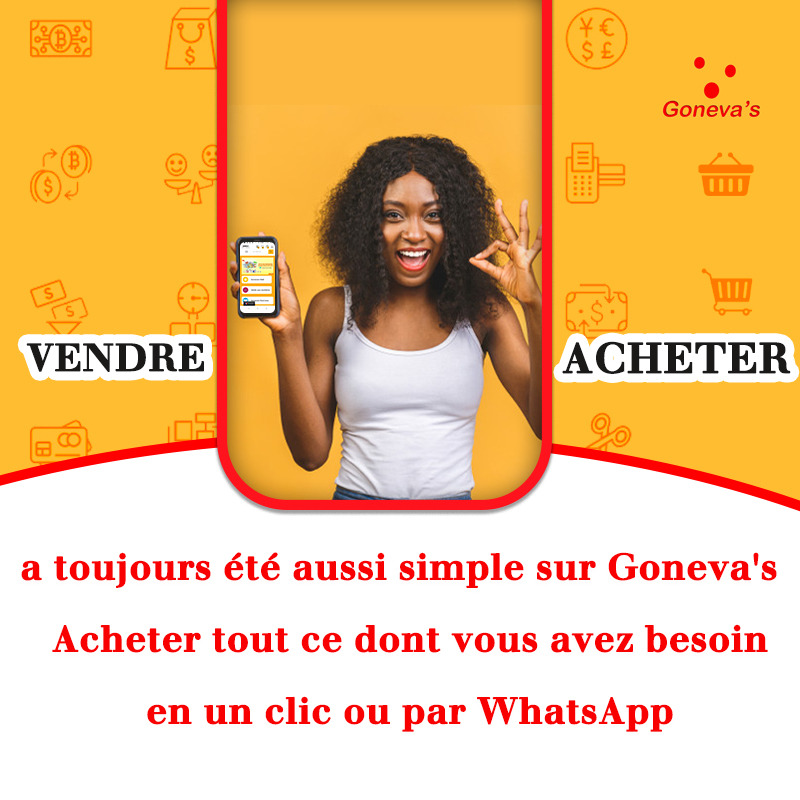 Goneva's
VENDRE
ACHETER
a toujours été aussi simple sur Goneva's
Acheter tout ce dont vous avez besoin
en un clic ou par WhatsApp